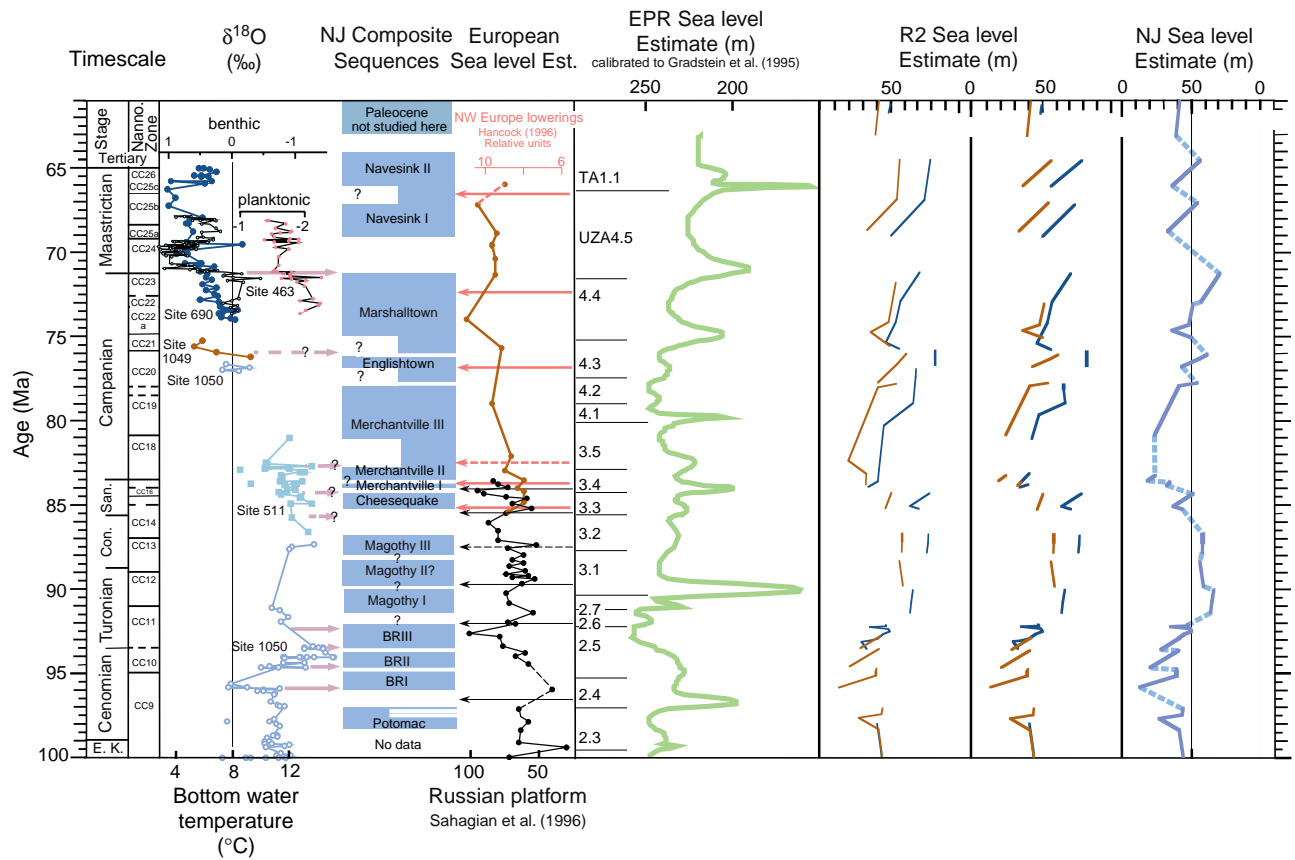 Timescale
δ18O
(‰)
NJ Composite
Sequences
European
Sea level Est.
EPR Sea level
Estimate (m)
calibrated to Gradstein et al. (1995)
R2 Sea level
Estimate (m)
NJ Sea level
Estimate (m)
250 200
100 50 0 100 50 0 100 50 0
Stage
Nanno.
Zone
Tertiary
Maastrichtian
Campanian
San.
Con.
Turonian
Cenomian
E. K.
Age (Ma)
65
70
75
80
85
90
95
100
CC26
CC25c
CC25b
CC25a
CC24
CC23
CC22
CC22
a
CC21
CC20
CC19
CC18
CC16
CC14
CC13
CC12
CC11
CC10
CC9
benthic
1 0 -1
planktonic
-1 -2
Site 463
Site 690
Site
1049
Site 1050
Site 511
Site 1050
?
?
?
?
Paleocene
not studied here
Navesink II
?
Navesink I
Marshalltown
?
Englishtown
?
Merchantville III
Merchantville II
?
Merchantville I
Cheesequake
Magothy III
?
Magothy II?
?
Magothy I
?
BRIII
BRII
BRI
Potomac
No data
NW Europe lowerings
Hancock (1996)
Relative units
10 6
TA1.1
UZA4.5
4.4
4.3
4.2
4.1
3.5
3.4
3.3
3.2
3.1
2.7
2.6
2.5
2.4
2.3
4 8 12
Bottom water
temperature
(°C)
100 50
Russian platform
Sahagian et al. (1996)